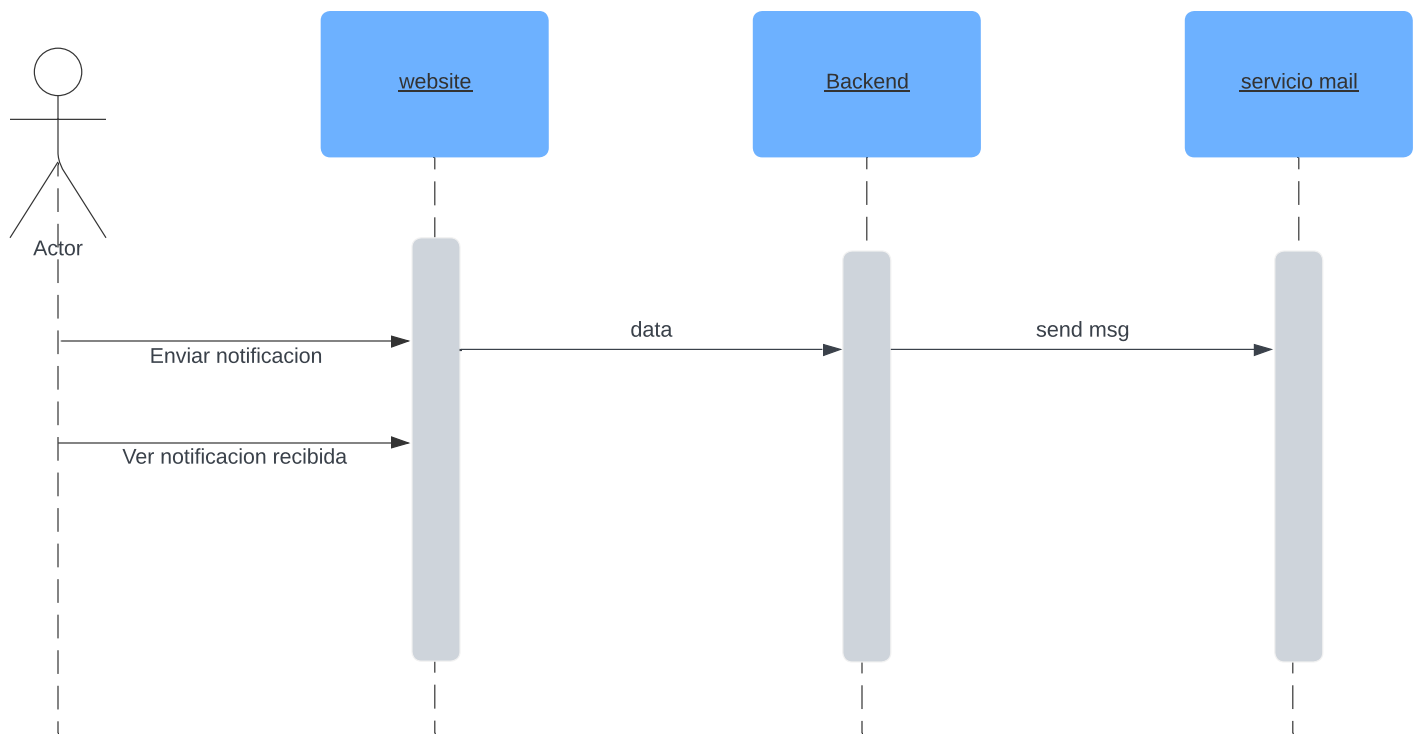 website
Backend
servicio mail
Actor
data
send msg
Enviar notificacion
Ver notificacion recibida